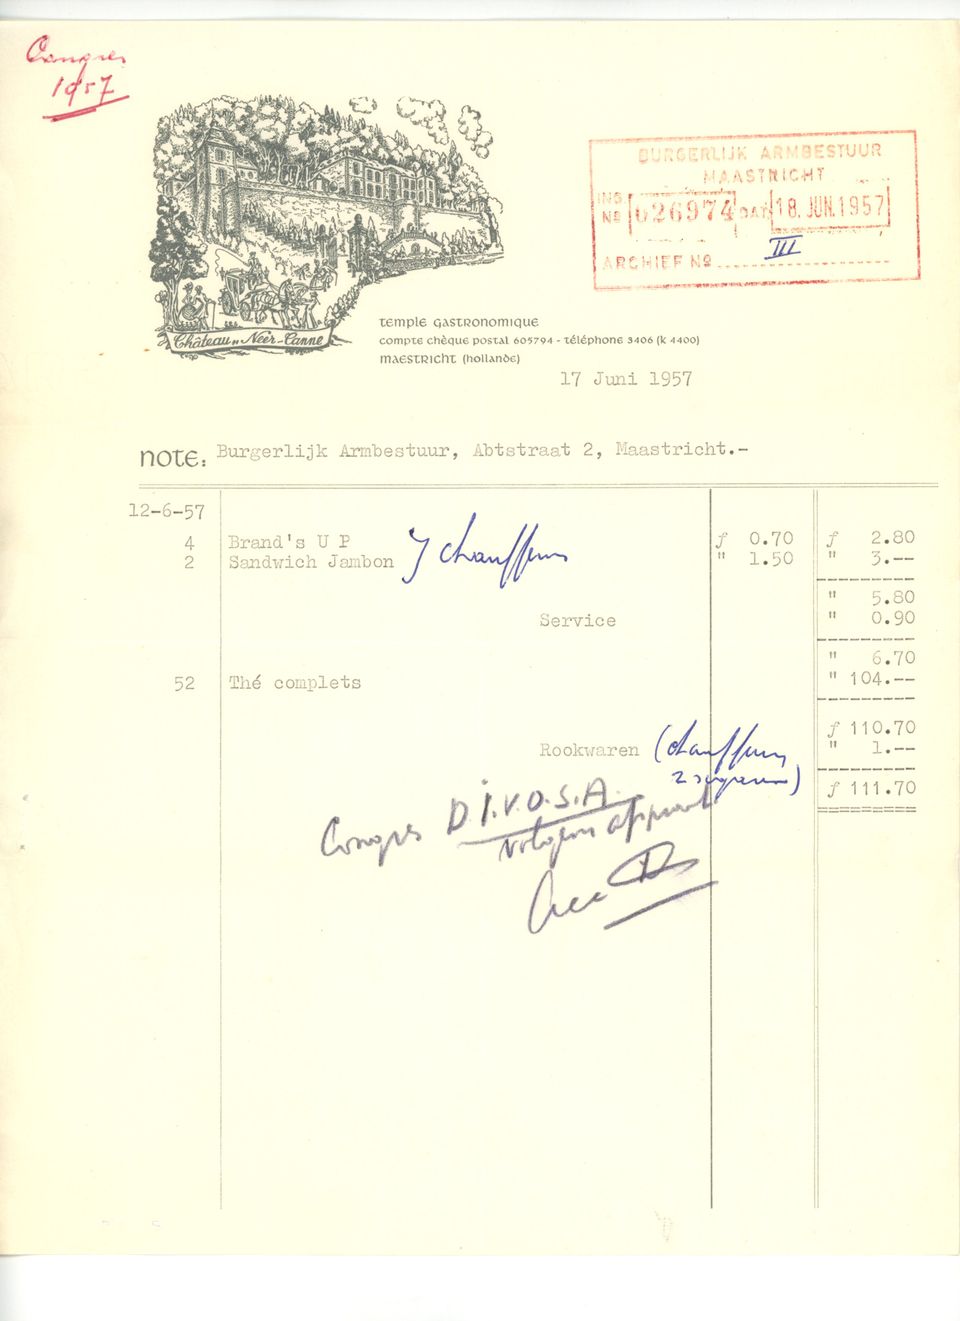 Congres
1957
BURGERLIJK ARMBESTUUR
MAASTRICHT
ING
Nº 026974 DAT. 18. JUN. 1957
III
ARCHIEF Nº
Château Neer-Canne
TEMPLE GASTRONOMIQUE
COMPTE CHÈQUE POSTAL 605794 - TÉLÉPHONE 3406 (K 4400)
MAESTRICHT (HOLLANDE)
17 Juni 1957
NOTE: Burgerlijk Armbestuur, Abtstraat 2, Maastricht.-
12-6-57
4 Brand's U P ƒ 0.70 ƒ 2.80
2 Sandwich Jambon " 1.50 " 3.--
chauffeurs
" 5.80
Service " 0.90
" 6.70
52 Thé complets " 104.--
ƒ 110.70
Rookwaren (chauffeurs " 1.--
2 sigaren)
ƒ 111.70
Congres D.I.V.O.S.A.